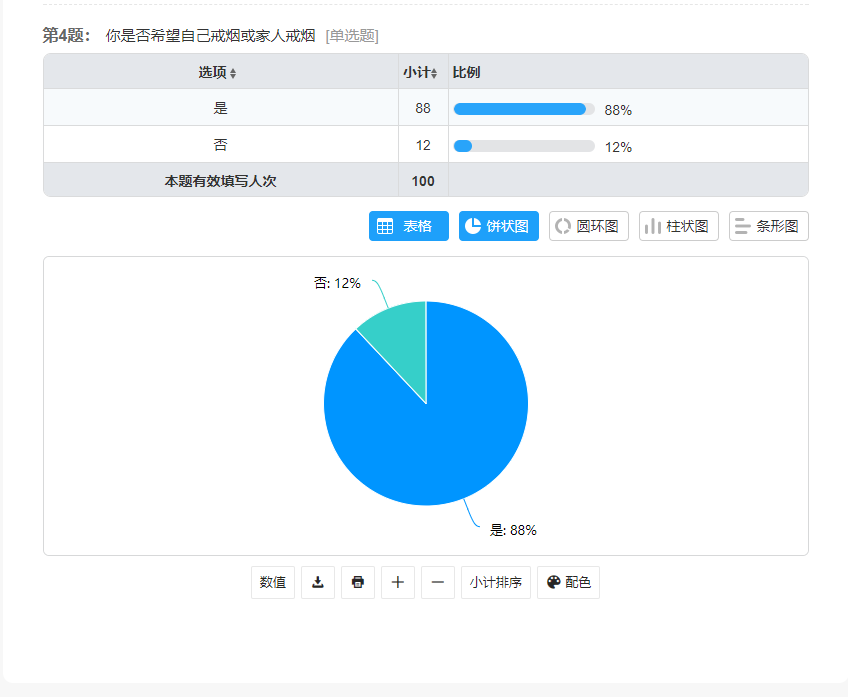 第4题： 你是否希望自己戒烟或家人戒烟 [单选题]
选项 小计 比例
是 88 88%
否 12 12%
本题有效填写人次 100
表格 饼状图 圆环图 柱状图 条形图
否: 12%
是: 88%
数值 小计排序 配色